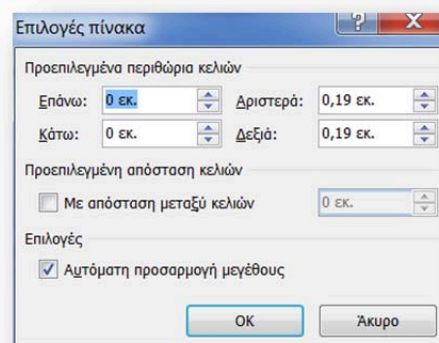 Επιλογές πίνακα
Προεπιλεγμένα περιθώρια κελιών
Επάνω: 0 εκ. Αριστερά: 0,19 εκ.
Κάτω: 0 εκ. Δεξιά: 0,19 εκ.
Προεπιλεγμένη απόσταση κελιών
Με απόσταση μεταξύ κελιών 0 εκ.
Επιλογές
Αυτόματη προσαρμογή μεγέθους
OK Άκυρο